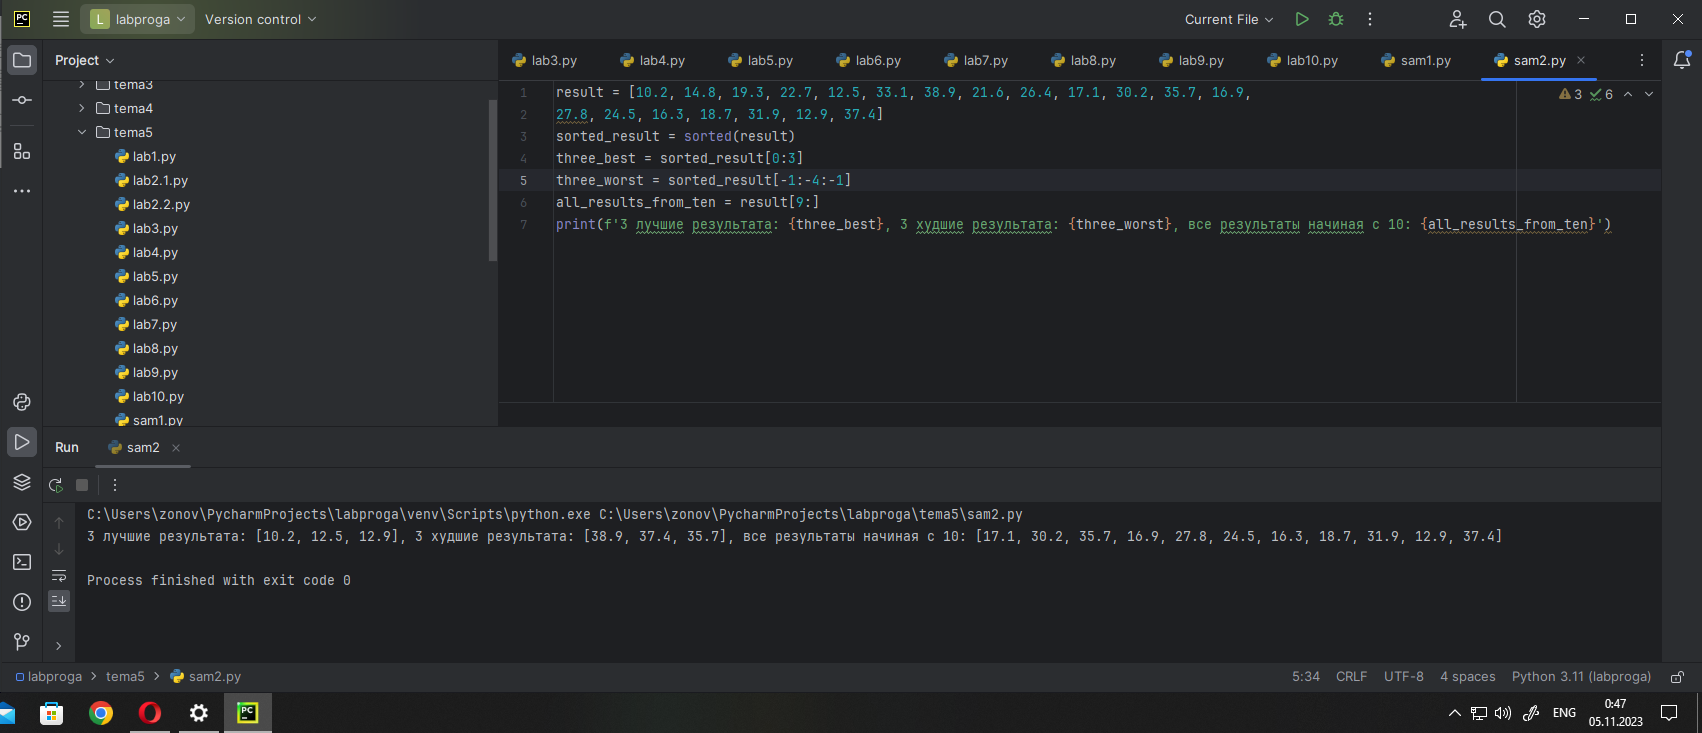 PC
L labproga
Version control
Current File
Project
tema3
tema4
tema5
lab1.py
lab2.1.py
lab2.2.py
lab3.py
lab4.py
lab5.py
lab6.py
lab7.py
lab8.py
lab9.py
lab10.py
sam1.py
lab3.py lab4.py lab5.py lab6.py lab7.py lab8.py lab9.py lab10.py sam1.py sam2.py
3 6
1 result = [10.2, 14.8, 19.3, 22.7, 12.5, 33.1, 38.9, 21.6, 26.4, 17.1, 30.2, 35.7, 16.9,
2 27.8, 24.5, 16.3, 18.7, 31.9, 12.9, 37.4]
3 sorted_result = sorted(result)
4 three_best = sorted_result[0:3]
5 three_worst = sorted_result[-1:-4:-1]
6 all_results_from_ten = result[9:]
7 print(f'3 лучшие результата: {three_best}, 3 худшие результата: {three_worst}, все результаты начиная с 10: {all_results_from_ten}')
Run sam2
C:\Users\zonov\PycharmProjects\labproga\venv\Scripts\python.exe C:\Users\zonov\PycharmProjects\labproga\tema5\sam2.py
3 лучшие результата: [10.2, 12.5, 12.9], 3 худшие результата: [38.9, 37.4, 35.7], все результаты начиная с 10: [17.1, 30.2, 35.7, 16.9, 27.8, 24.5, 16.3, 18.7, 31.9, 12.9, 37.4]
Process finished with exit code 0
labproga > tema5 > sam2.py
5:34 CRLF UTF-8 4 spaces Python 3.11 (labproga)
PC
ENG
0:47
05.11.2023